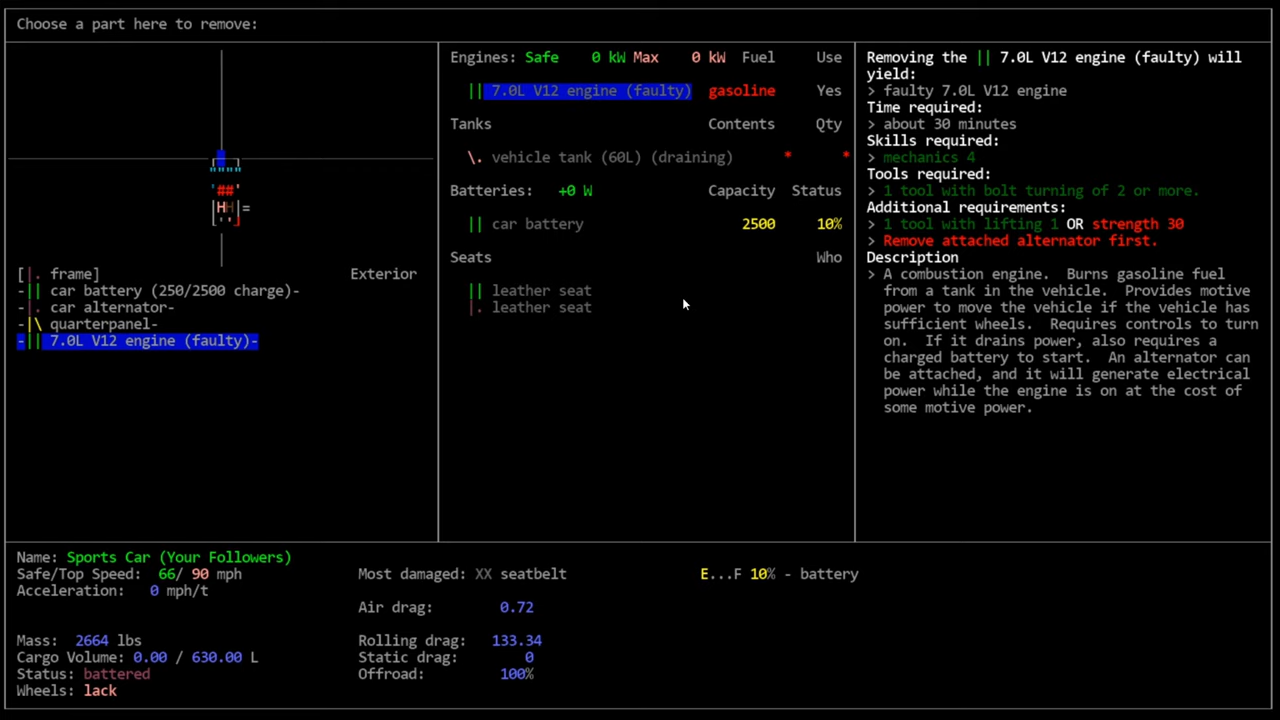 Choose a part here to remove:
[|. frame] Exterior
-|| car battery (250/2500 charge)-
-|. car alternator-
-|\ quarterpanel-
-|| 7.0L V12 engine (faulty)-
Engines: Safe 0 kW Max 0 kW Fuel Use
|| 7.0L V12 engine (faulty) gasoline Yes
Tanks Contents Qty
\. vehicle tank (60L) (draining) * *
Batteries: +0 W Capacity Status
|| car battery 2500 10%
Seats Who
|| leather seat
|. leather seat
Removing the || 7.0L V12 engine (faulty) will
yield:
> faulty 7.0L V12 engine
Time required:
> about 30 minutes
Skills required:
> mechanics 4
Tools required:
> 1 tool with bolt turning of 2 or more.
Additional requirements:
> 1 tool with lifting 1 OR strength 30
> Remove attached alternator first.
Description
> A combustion engine. Burns gasoline fuel
from a tank in the vehicle. Provides motive
power to move the vehicle if the vehicle has
sufficient wheels. Requires controls to turn
on. If it drains power, also requires a
charged battery to start. An alternator can
be attached, and it will generate electrical
power while the engine is on at the cost of
some motive power.
Name: Sports Car (Your Followers)
Safe/Top Speed: 66/ 90 mph
Acceleration: 0 mph/t
Mass: 2664 lbs
Cargo Volume: 0.00 / 630.00 L
Status: battered
Wheels: lack
Most damaged: XX seatbelt
Air drag: 0.72
Rolling drag: 133.34
Static drag: 0
Offroad: 100%
E...F 10% - battery